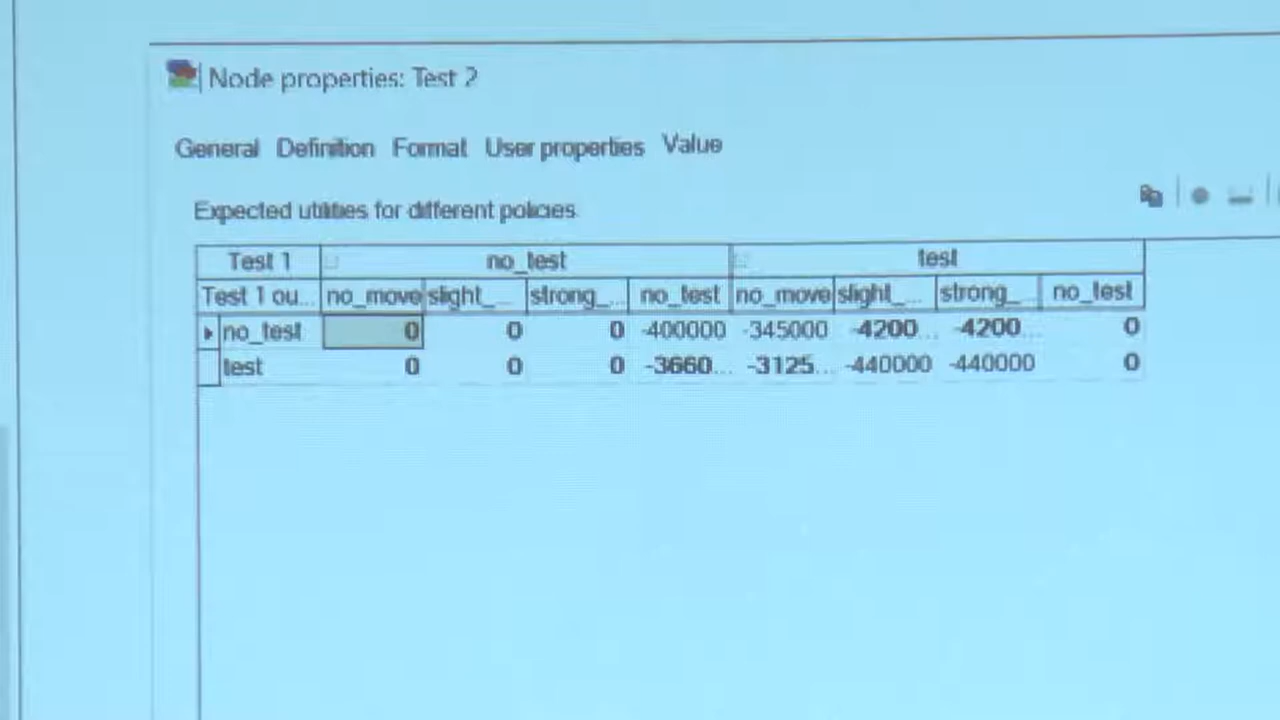 Node properties: Test 2
General Definition Format User properties Value
Expected utilities for different policies
Test 1 no_test test
Test 1 ou... no_move slight_... strong_... no_test no_move slight_... strong_... no_test
no_test 0 0 0 -400000 -345000 -4200... -4200... 0
test 0 0 0 -3660... -3125... -440000 -440000 0